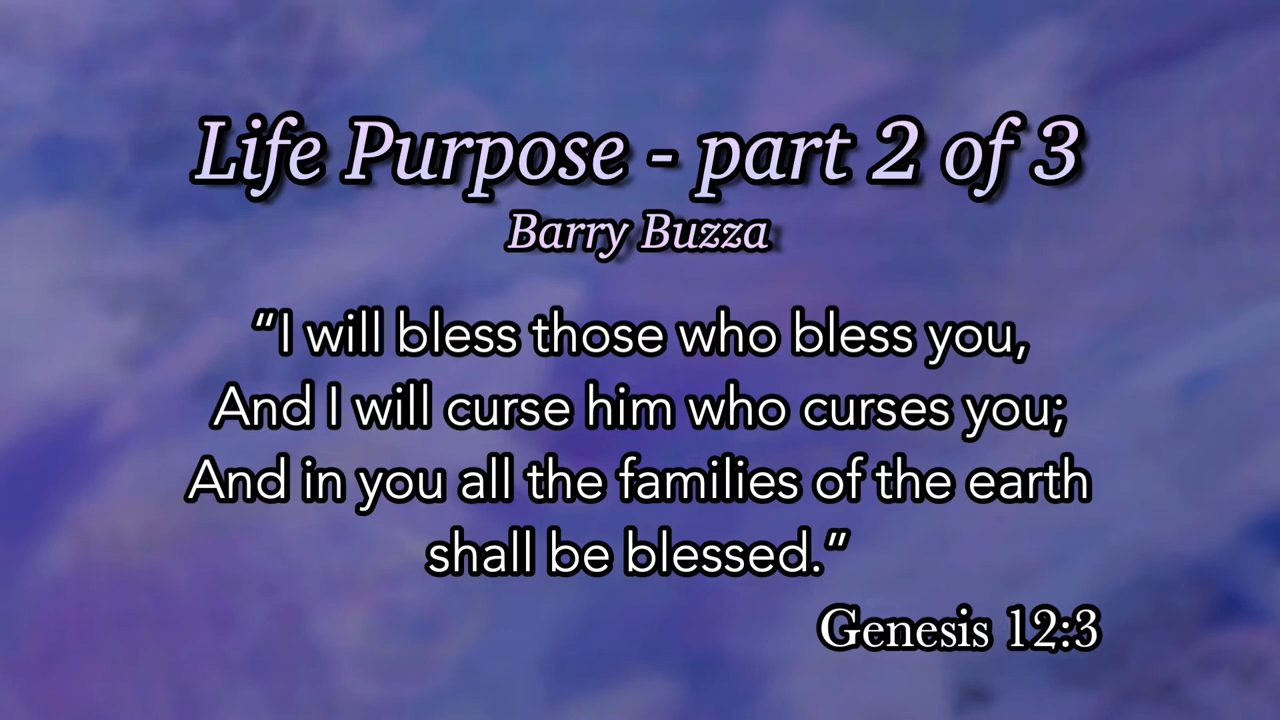 Life Purpose - part 2 of 3
Barry Buzza
“I will bless those who bless you,
And I will curse him who curses you;
And in you all the families of the earth
shall be blessed.”
Genesis 12:3